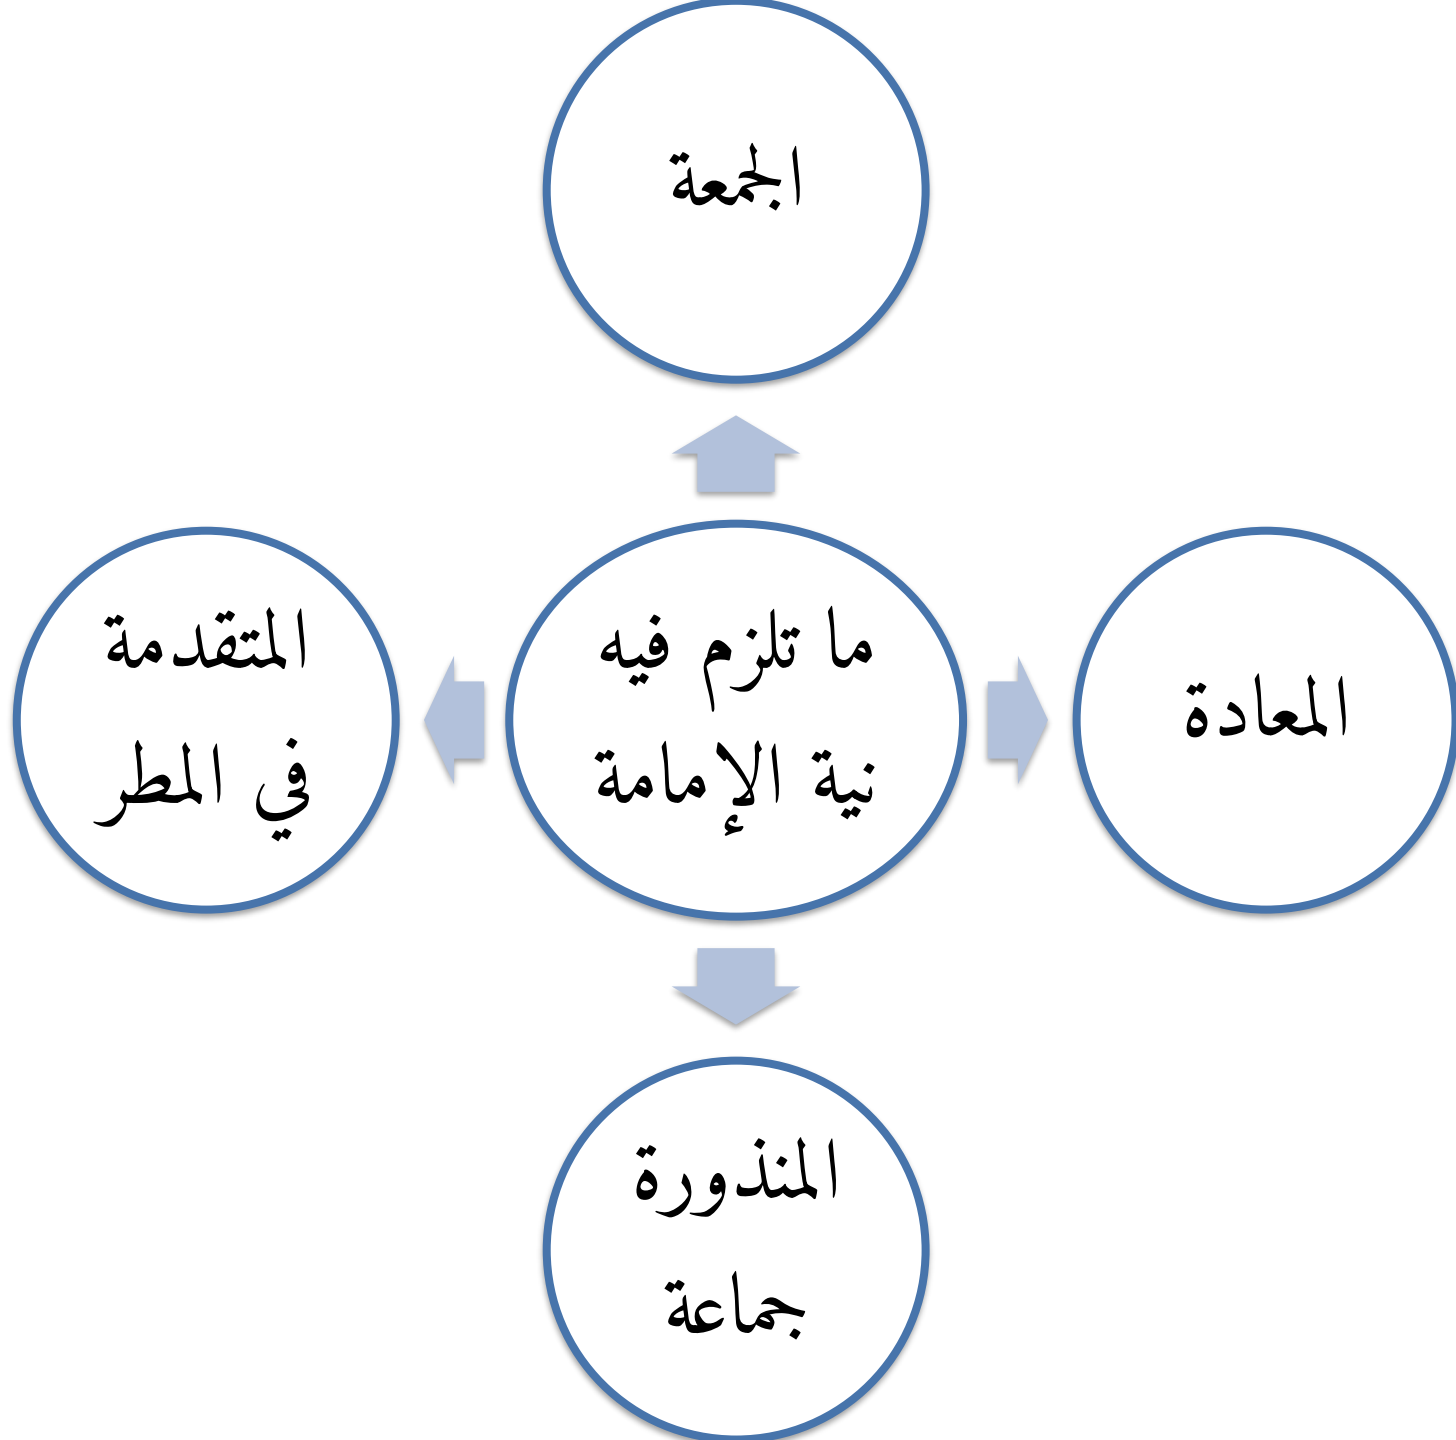 الجمعة
ما تلزم فيه
نية الإمامة
المعادة
المتقدمة
في المطر
المنذورة
جماعة